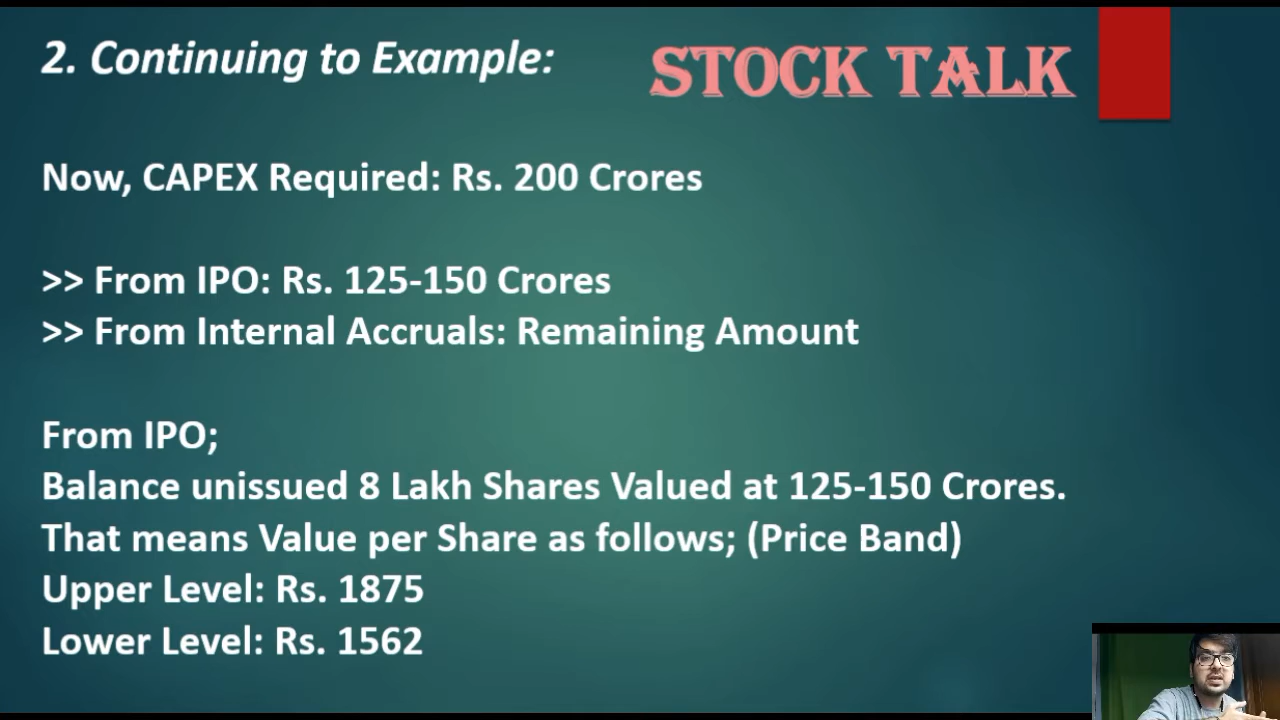 2. Continuing to Example:
STOCK TALK
Now, CAPEX Required: Rs. 200 Crores
>> From IPO: Rs. 125-150 Crores
>> From Internal Accruals: Remaining Amount
From IPO;
Balance unissued 8 Lakh Shares Valued at 125-150 Crores.
That means Value per Share as follows; (Price Band)
Upper Level: Rs. 1875
Lower Level: Rs. 1562